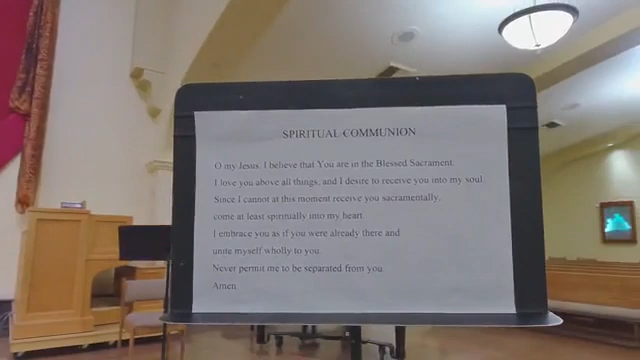 SPIRITUAL COMMUNION
O my Jesus, I believe that You are in the Blessed Sacrament.
I love you above all things, and I desire to receive you into my soul.
Since I cannot at this moment receive you sacramentally,
come at least spiritually into my heart.
I embrace you as if you were already there and
unite myself wholly to you.
Never permit me to be separated from you.
Amen